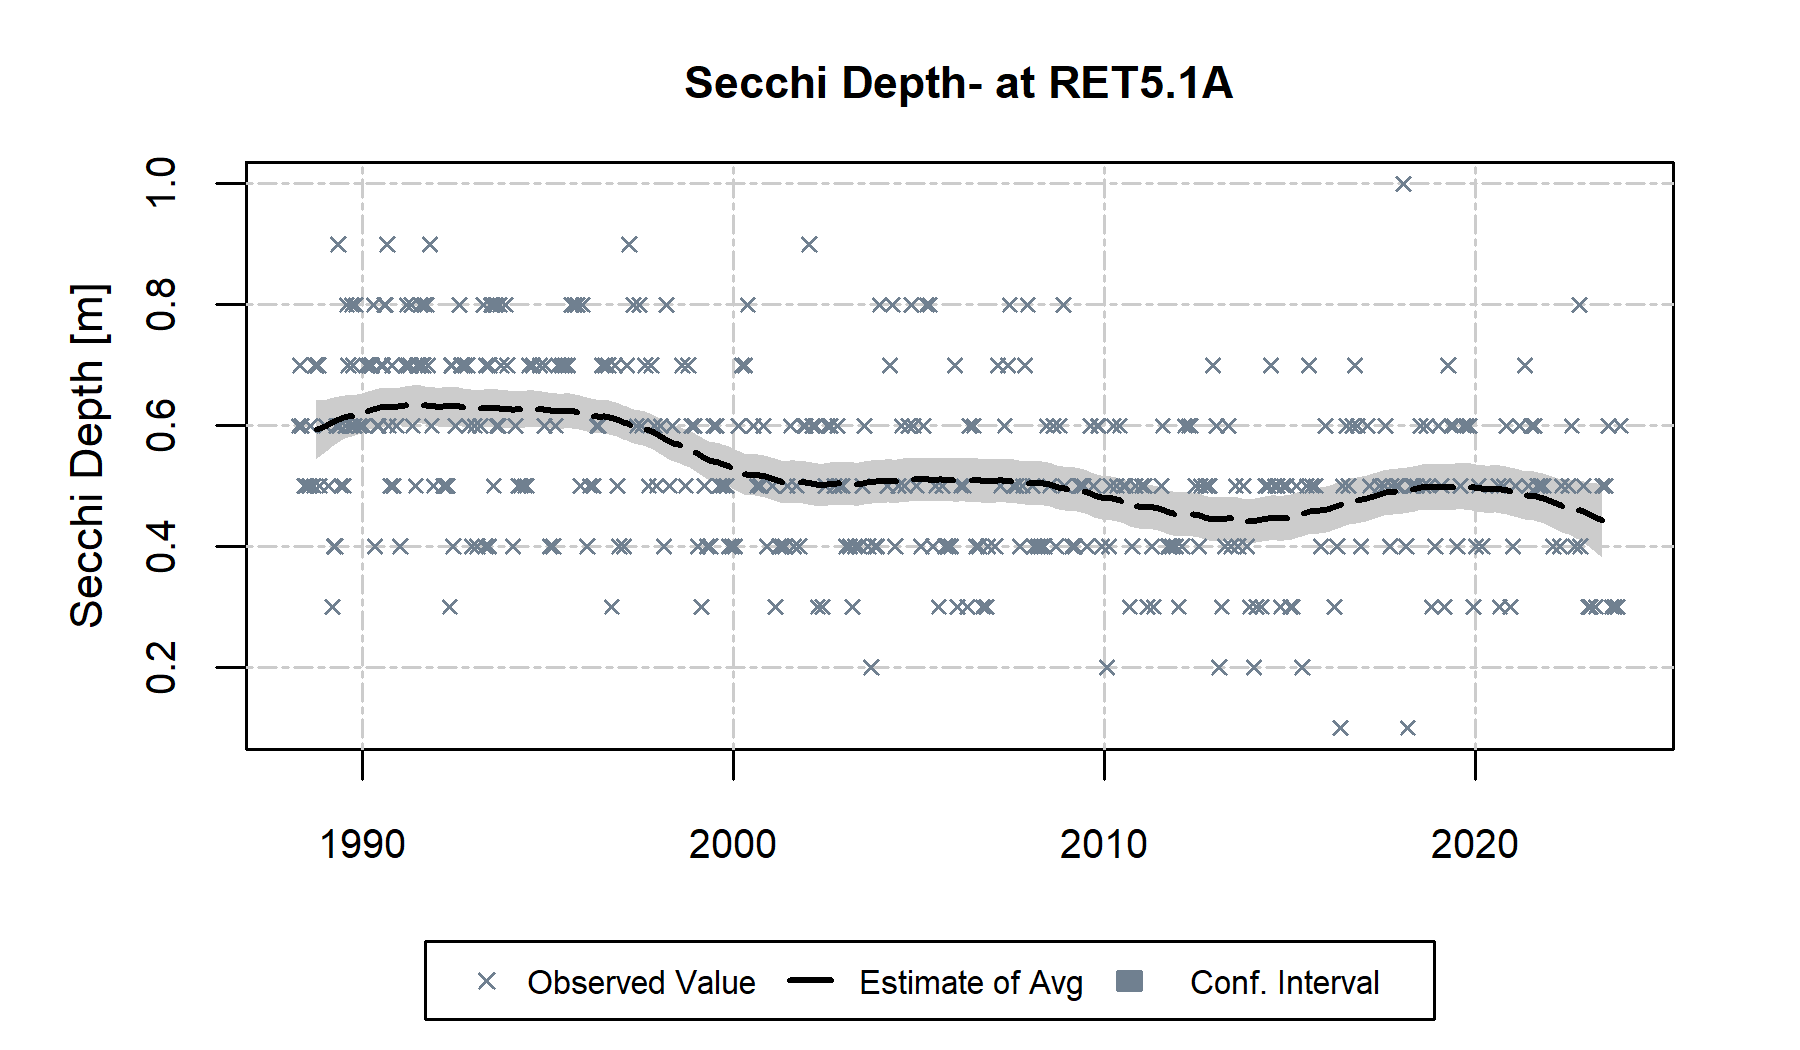 Secchi Depth- at RET5.1A
Secchi Depth [m]
1.0
0.8
0.6
0.4
0.2
1990 2000 2010 2020
Observed Value Estimate of Avg Conf. Interval